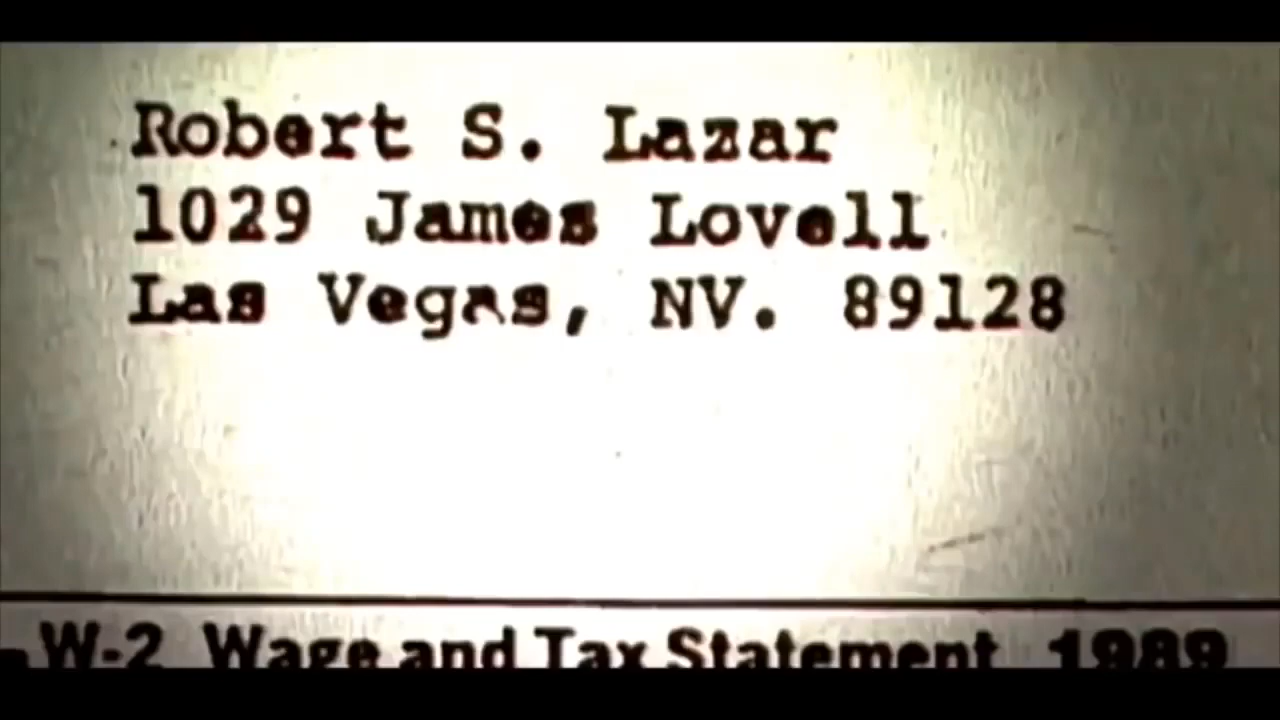 Robert S. Lazar
1029 James Lovell
Las Vegas, NV. 89128
W-2 Wage and Tax Statement 1989